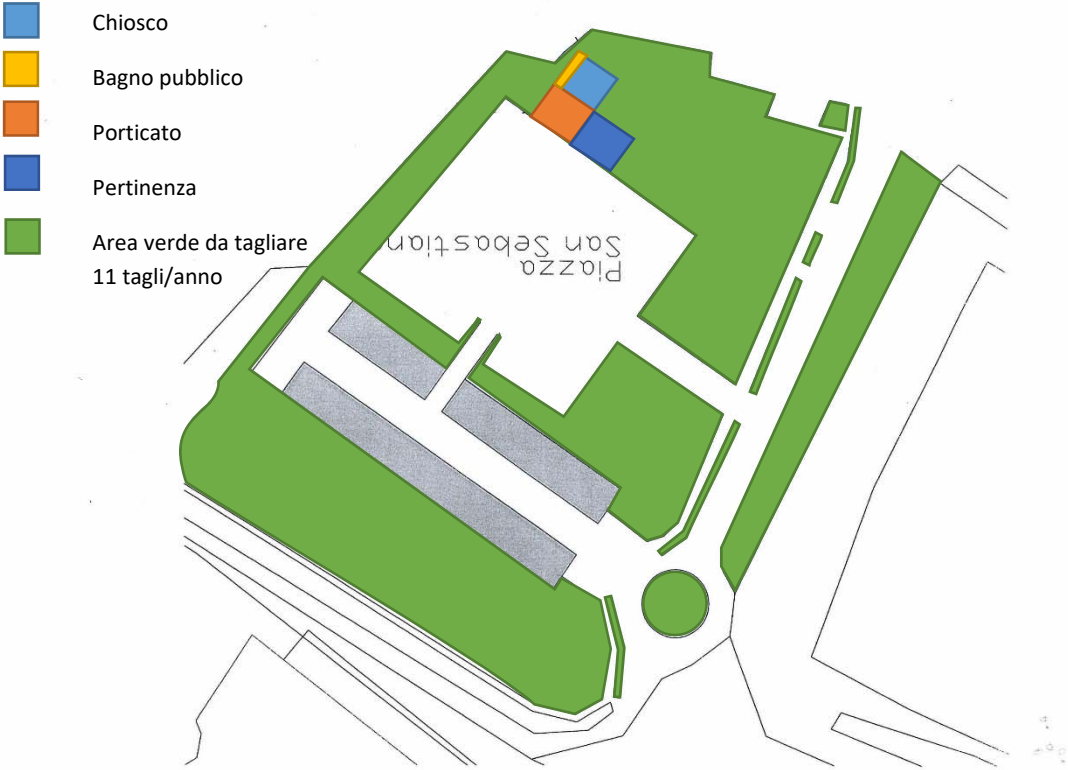 Chiosco
Bagno pubblico
Porticato
Pertinenza
Area verde da tagliare
11 tagli/anno
Piazza
San Sebastian